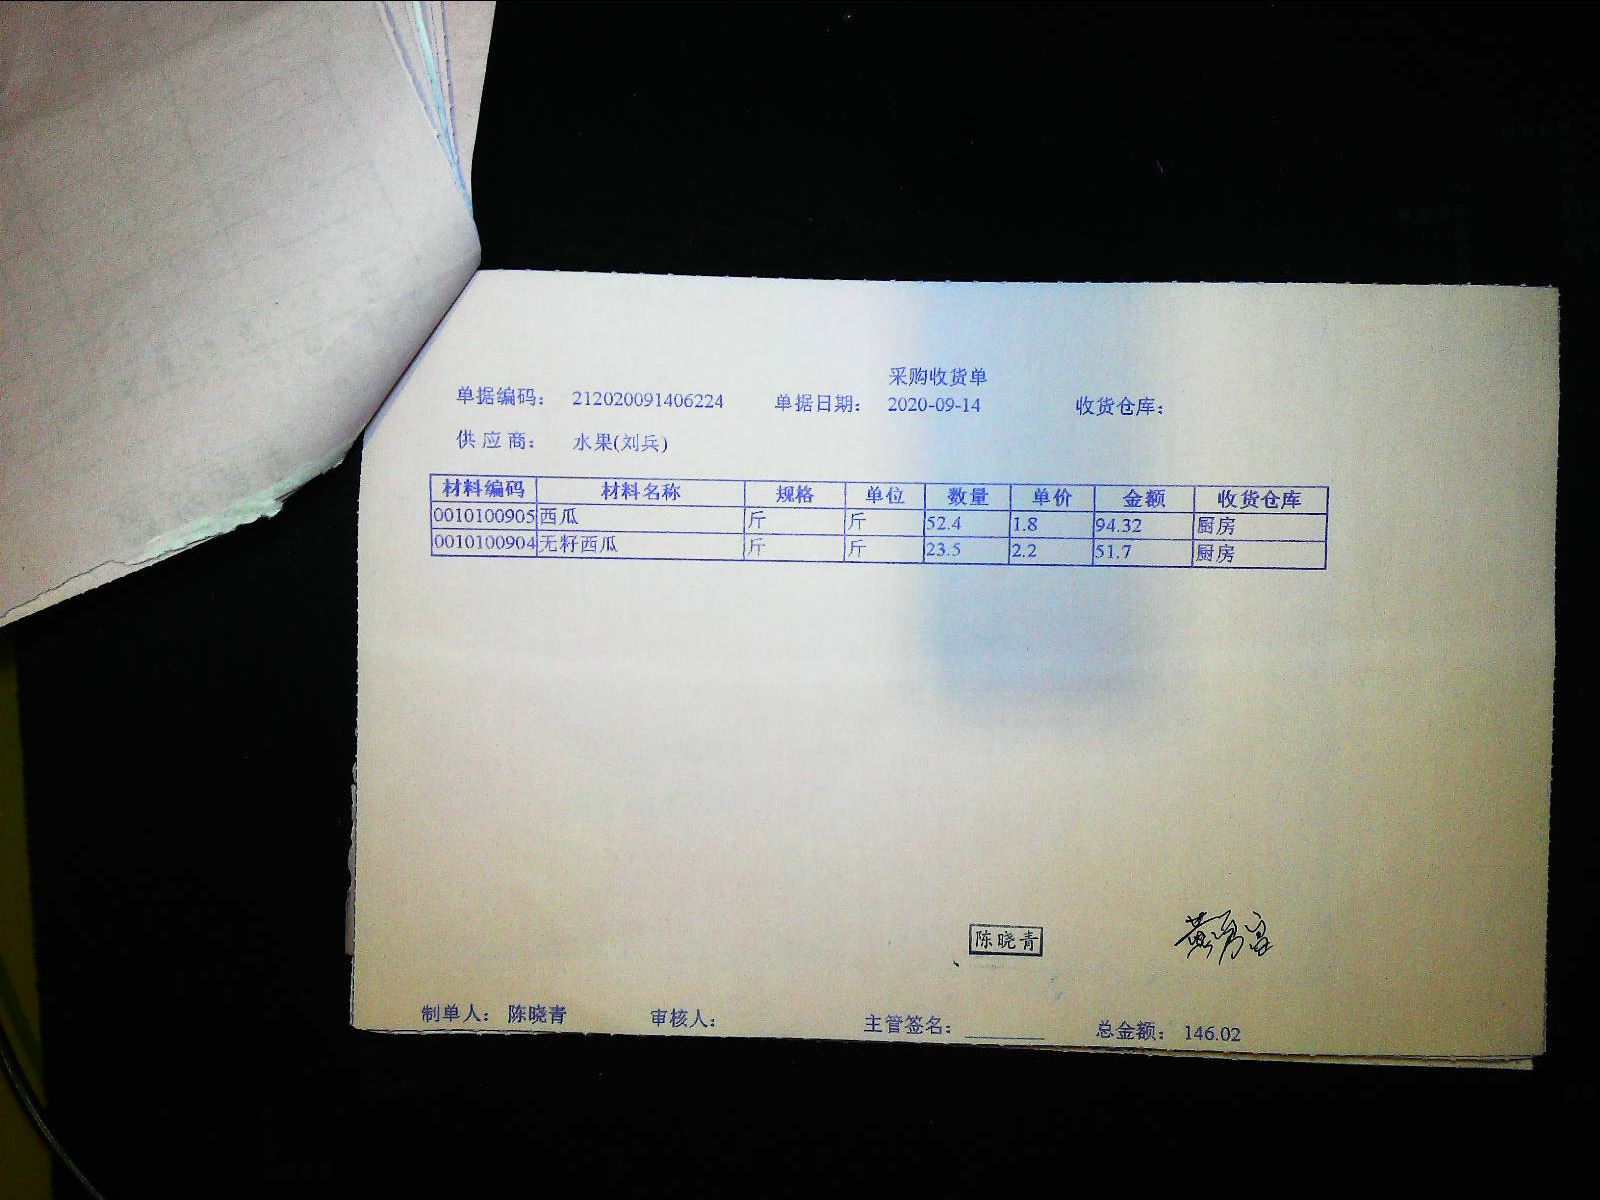 采购收货单
单据编码： 212020091406224 单据日期： 2020-09-14 收货仓库：
供 应 商： 水果(刘兵)
材料编码 材料名称 规格 单位 数量 单价 金额 收货仓库
0010100905 西瓜 斤 斤 52.4 1.8 94.32 厨房
0010100904 无籽西瓜 斤 斤 23.5 2.2 51.7 厨房
陈晓青
制单人： 陈晓青 审核人： 主管签名： 总金额： 146.02